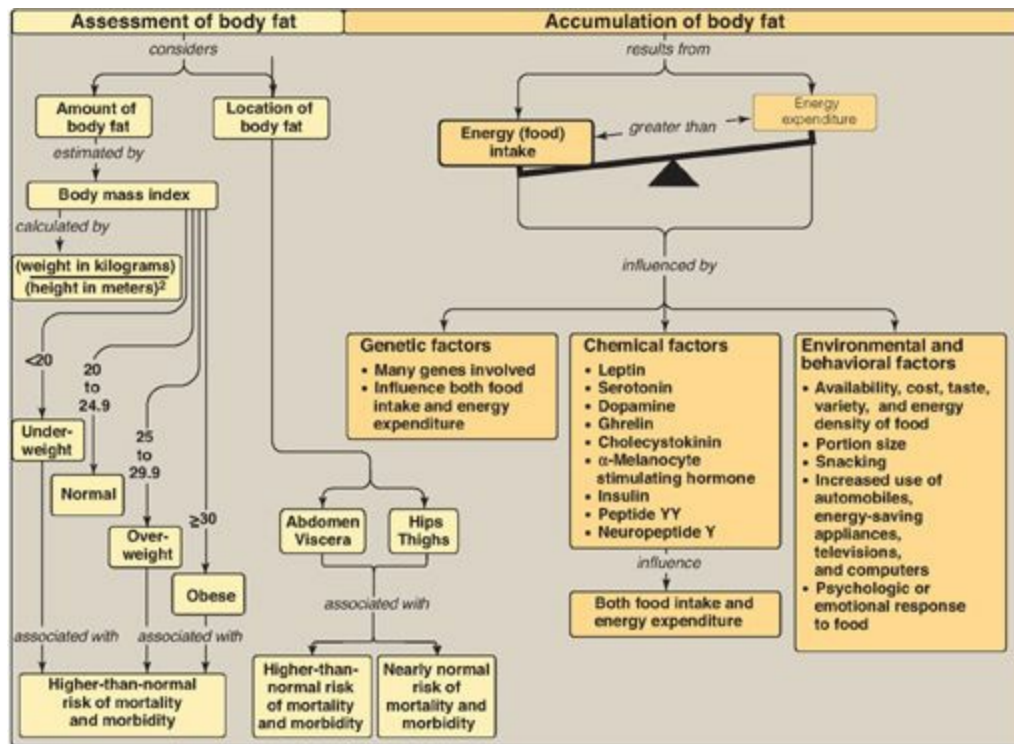 Assessment of body fat
considers
Amount of
body fat
Location of
body fat
estimated by
Body mass index
calculated by
(weight in kilograms)
(height in meters)²
<20
20
to
24.9
25
to
29.9
≥30
Under-
weight
Normal
Over-
weight
Obese
associated with
associated with
Higher-than-normal
risk of mortality
and morbidity
Abdomen
Viscera
Hips
Thighs
associated with
Higher-than-
normal risk
of mortality
and morbidity
Nearly normal
risk of
mortality and
morbidity
Accumulation of body fat
results from
Energy (food)
intake
greater than
Energy
expenditure
influenced by
Genetic factors
• Many genes involved
• Influence both food
intake and energy
expenditure
Chemical factors
• Leptin
• Serotonin
• Dopamine
• Ghrelin
• Cholecystokinin
• α-Melanocyte
stimulating hormone
• Insulin
• Peptide YY
• Neuropeptide Y
influence
Both food intake and
energy expenditure
Environmental and
behavioral factors
• Availability, cost, taste,
variety, and energy
density of food
• Portion size
• Snacking
• Increased use of
automobiles,
energy-saving
appliances,
televisions,
and computers
• Psychologic or
emotional response
to food